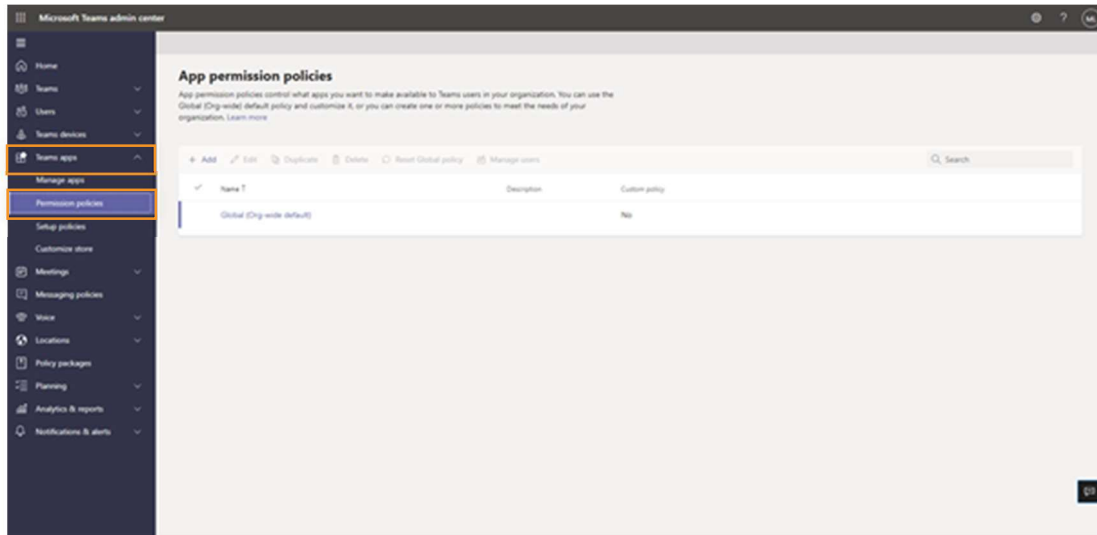 Microsoft Teams admin center
?
ML
Home
Teams
Users
Teams devices
Teams apps
Manage apps
Permission policies
Setup policies
Customize store
Meetings
Messaging policies
Voice
Locations
Policy packages
Planning
Analytics & reports
Notifications & alerts
App permission policies
App permission policies control what apps you want to make available to Teams users in your organization. You can use the
Global (Org-wide) default policy and customize it, or you can create one or more policies to meet the needs of your
organization. Learn more
+ Add Edit Duplicate Delete Reset Global policy Manage users Search
Name ↑ Description Custom policy
Global (Org-wide default) No